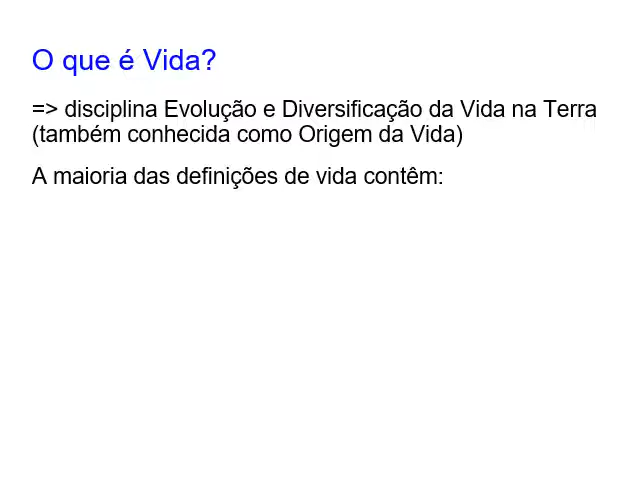 O que é Vida?
=> disciplina Evolução e Diversificação da Vida na Terra
(também conhecida como Origem da Vida)
A maioria das definições de vida contêm: